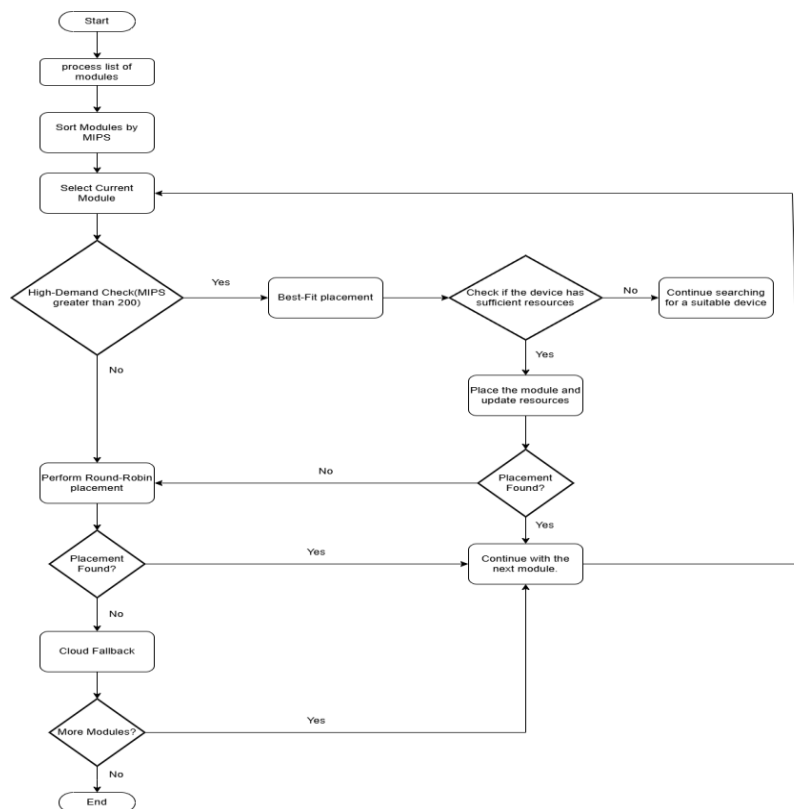 Start
process list of
modules
Sort Modules by
MIPS
Select Current
Module
High-Demand Check(MIPS
greater than 200)
Yes
Best-Fit placement
Check if the device has
sufficient resources
No
Continue searching
for a suitable device
No
Yes
Place the module and
update resources
Perform Round-Robin
placement
No
Placement
Found?
Yes
Placement
Found?
Yes
Continue with the
next module.
No
Cloud Fallback
More Modules?
Yes
No
End